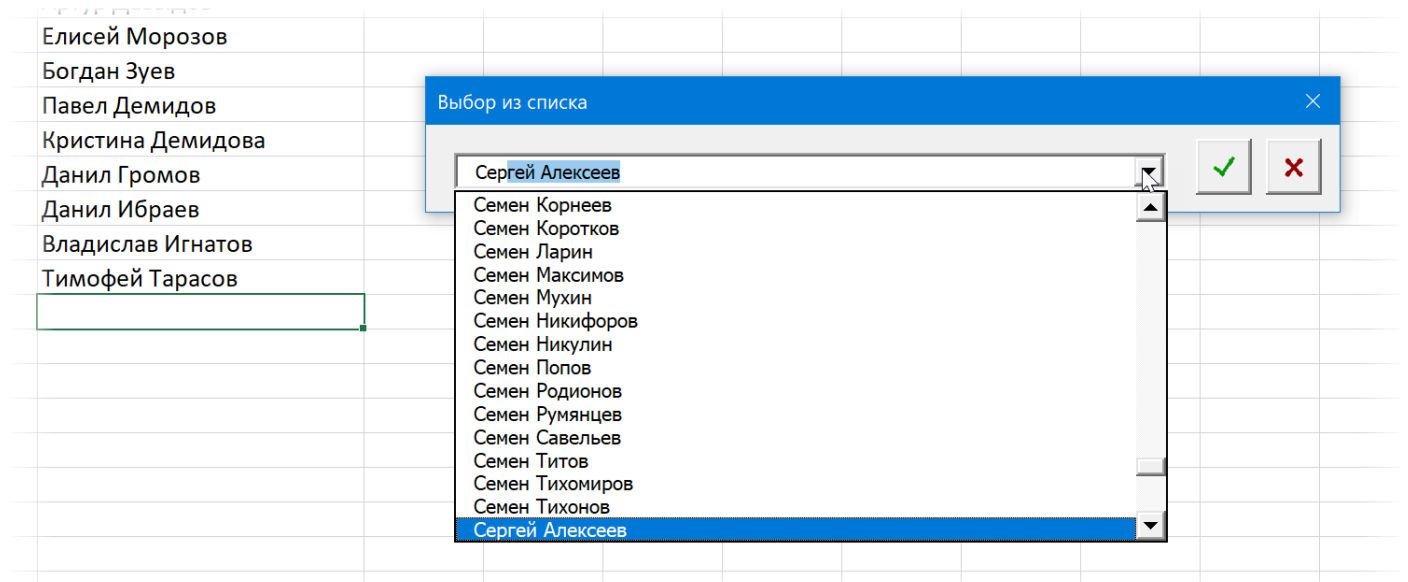 Елисей Морозов
Богдан Зуев
Павел Демидов
Кристина Демидова
Данил Громов
Данил Ибраев
Владислав Игнатов
Тимофей Тарасов
Выбор из списка
Сергей Алексеев
Семен Корнеев
Семен Коротков
Семен Ларин
Семен Максимов
Семен Мухин
Семен Никифоров
Семен Никулин
Семен Попов
Семен Родионов
Семен Румянцев
Семен Савельев
Семен Титов
Семен Тихомиров
Семен Тихонов
Сергей Алексеев